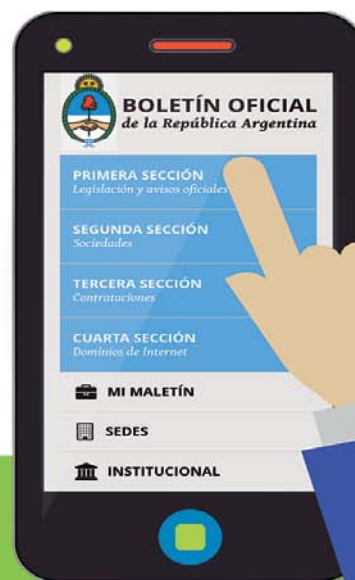 BOLETÍN OFICIAL
de la República Argentina
PRIMERA SECCIÓN
Legislación y avisos oficiales
SEGUNDA SECCIÓN
Sociedades
TERCERA SECCIÓN
Contrataciones
CUARTA SECCIÓN
Dominios de Internet
MI MALETÍN
SEDES
INSTITUCIONAL